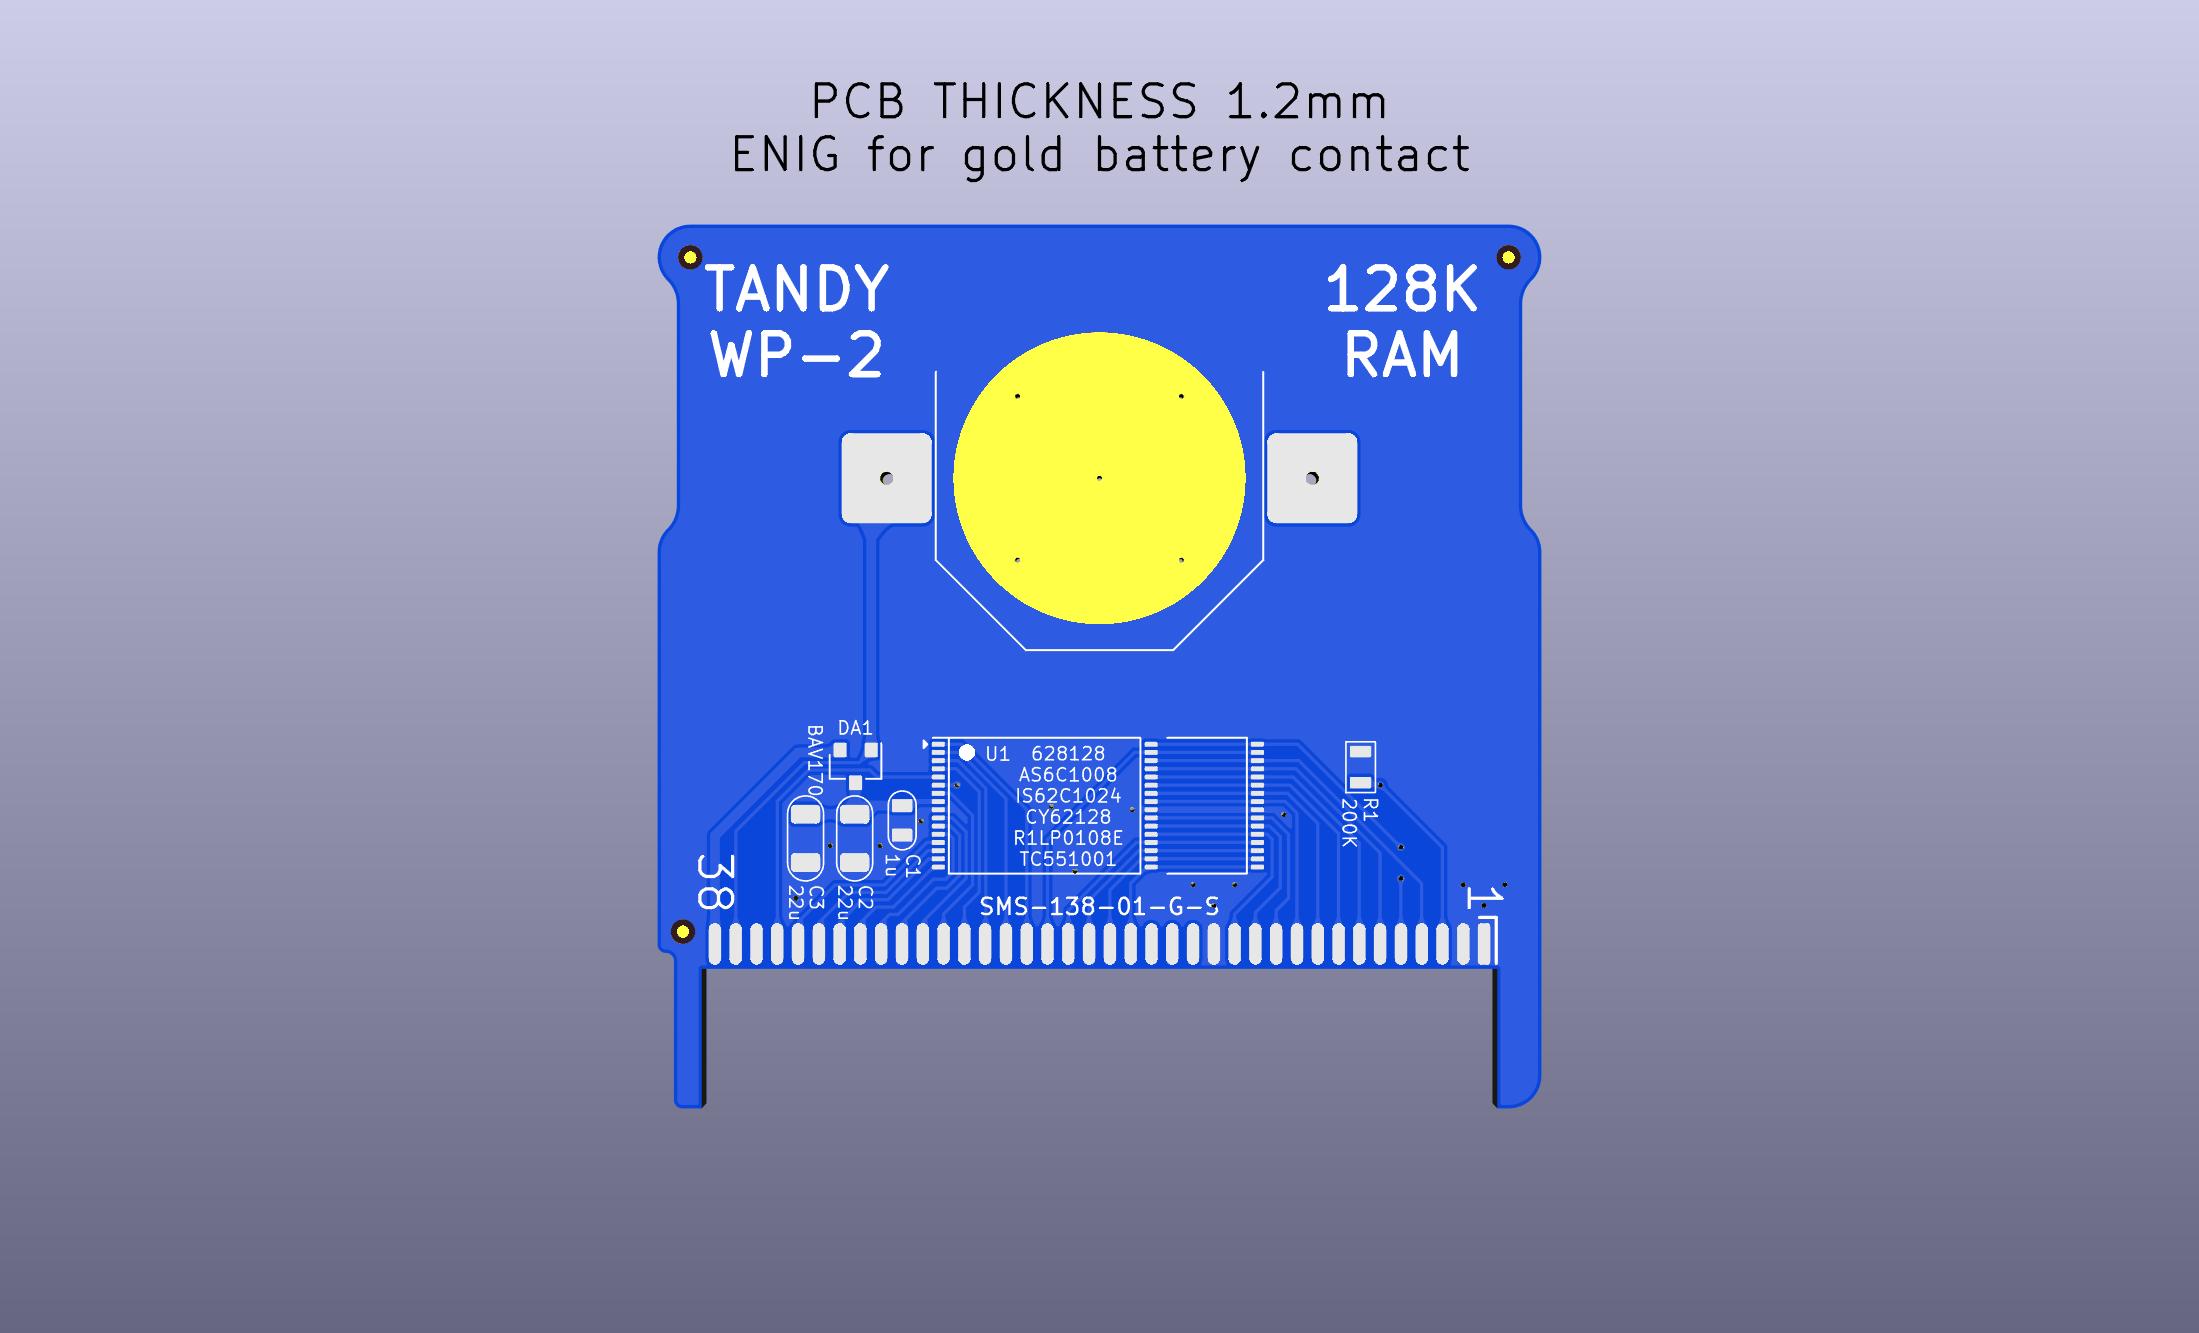 PCB THICKNESS 1.2mm
ENIG for gold battery contact
TANDY
WP-2
128K
RAM
DA1
BAV170
U1 628128
AS6C1008
IS62C1024
CY62128
R1LP0108E
TC551001
R1
200K
C1
1u
C2
22u
C3
22u
38
1
SMS-138-01-G-S